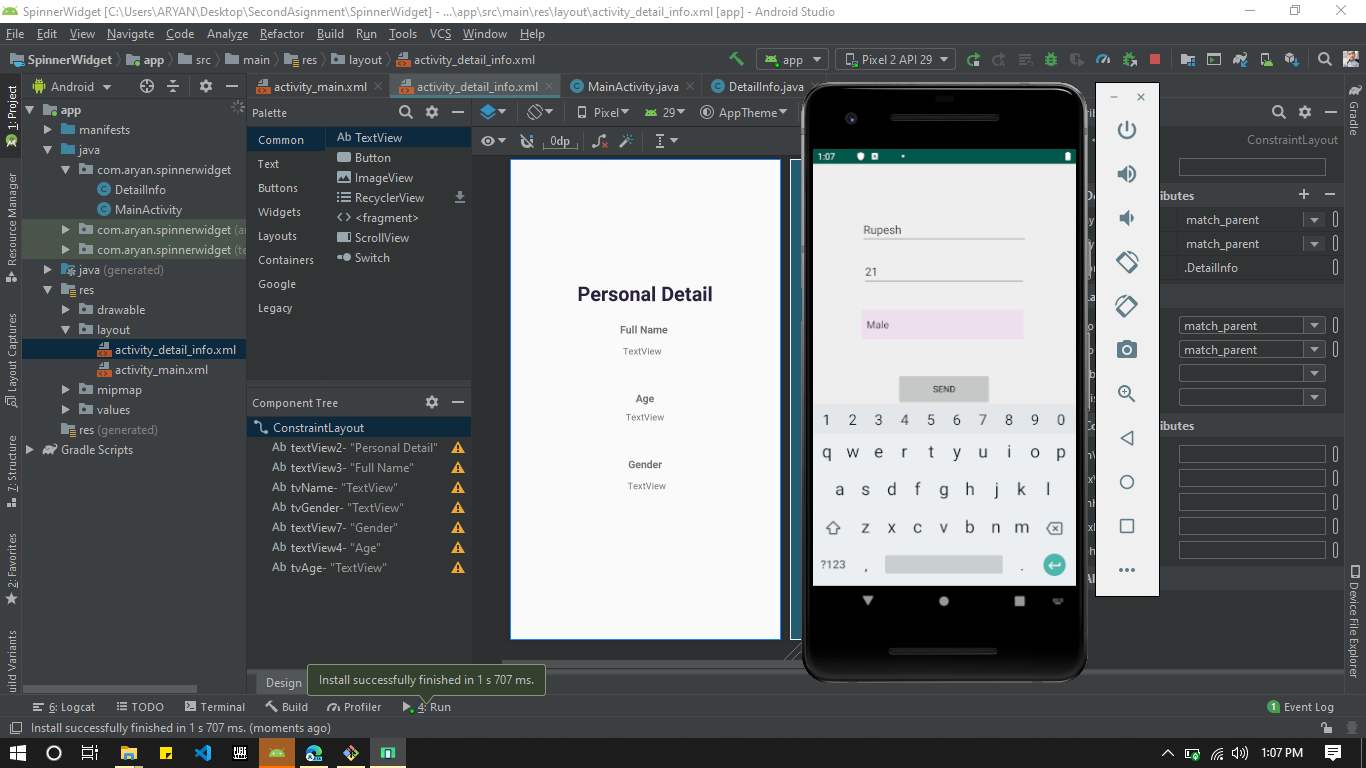 SpinnerWidget [C:\Users\ARYAN\Desktop\SecondAsignment\SpinnerWidget] - ...\app\src\main\res\layout\activity_detail_info.xml [app] - Android Studio
File Edit View Navigate Code Analyze Refactor Build Run Tools VCS Window Help
SpinnerWidget app src main res layout activity_detail_info.xml
app
Pixel 2 API 29
1: Project
Resource Manager
Layout Captures
7: Structure
2: Favorites
Android
app
manifests
java
com.aryan.spinnerwidget
DetailInfo
MainActivity
com.aryan.spinnerwidget
com.aryan.spinnerwidget
java (generated)
res
drawable
layout
activity_detail_info.xml
activity_main.xml
mipmap
values
res (generated)
Gradle Scripts
activity_main.xml
activity_detail_info.xml
MainActivity.java
DetailInfo.java
Palette
Common
Text
Buttons
Widgets
Layouts
Containers
Google
Legacy
Ab TextView
Button
ImageView
RecyclerView
<fragment>
ScrollView
Switch
Component Tree
ConstraintLayout
Ab textView2- "Personal Detail"
Ab textView3- "Full Name"
Ab tvName- "TextView"
Ab tvGender- "TextView"
Ab textView7- "Gender"
Ab textView4- "Age"
Ab tvAge- "TextView"
Pixel
29
AppTheme
0dp
Personal Detail
Full Name
TextView
Age
TextView
Gender
TextView
1:07
Rupesh
21
Male
SEND
1 2 3 4 5 6 7 8 9 0
q w e r t y u i o p
a s d f g h j k l
z x c v b n m
?123 , .
ConstraintLayout
match_parent
match_parent
.DetailInfo
match_parent
match_parent
Gradle
Device File Explorer
Design
Install successfully finished in 1 s 707 ms.
6: Logcat
TODO
Terminal
Build
Profiler
4: Run
1 Event Log
Install successfully finished in 1 s 707 ms. (moments ago)
1:07 PM